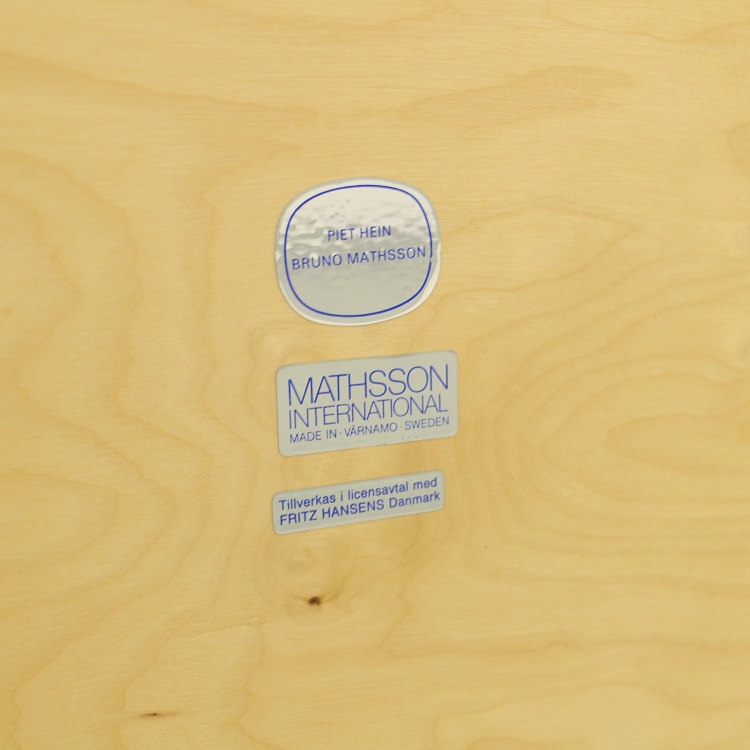 PIET HEIN
BRUNO MATHSSON
MATHSSON
INTERNATIONAL
MADE IN · VÄRNAMO · SWEDEN
Tillverkas i licensavtal med
FRITZ HANSENS Danmark